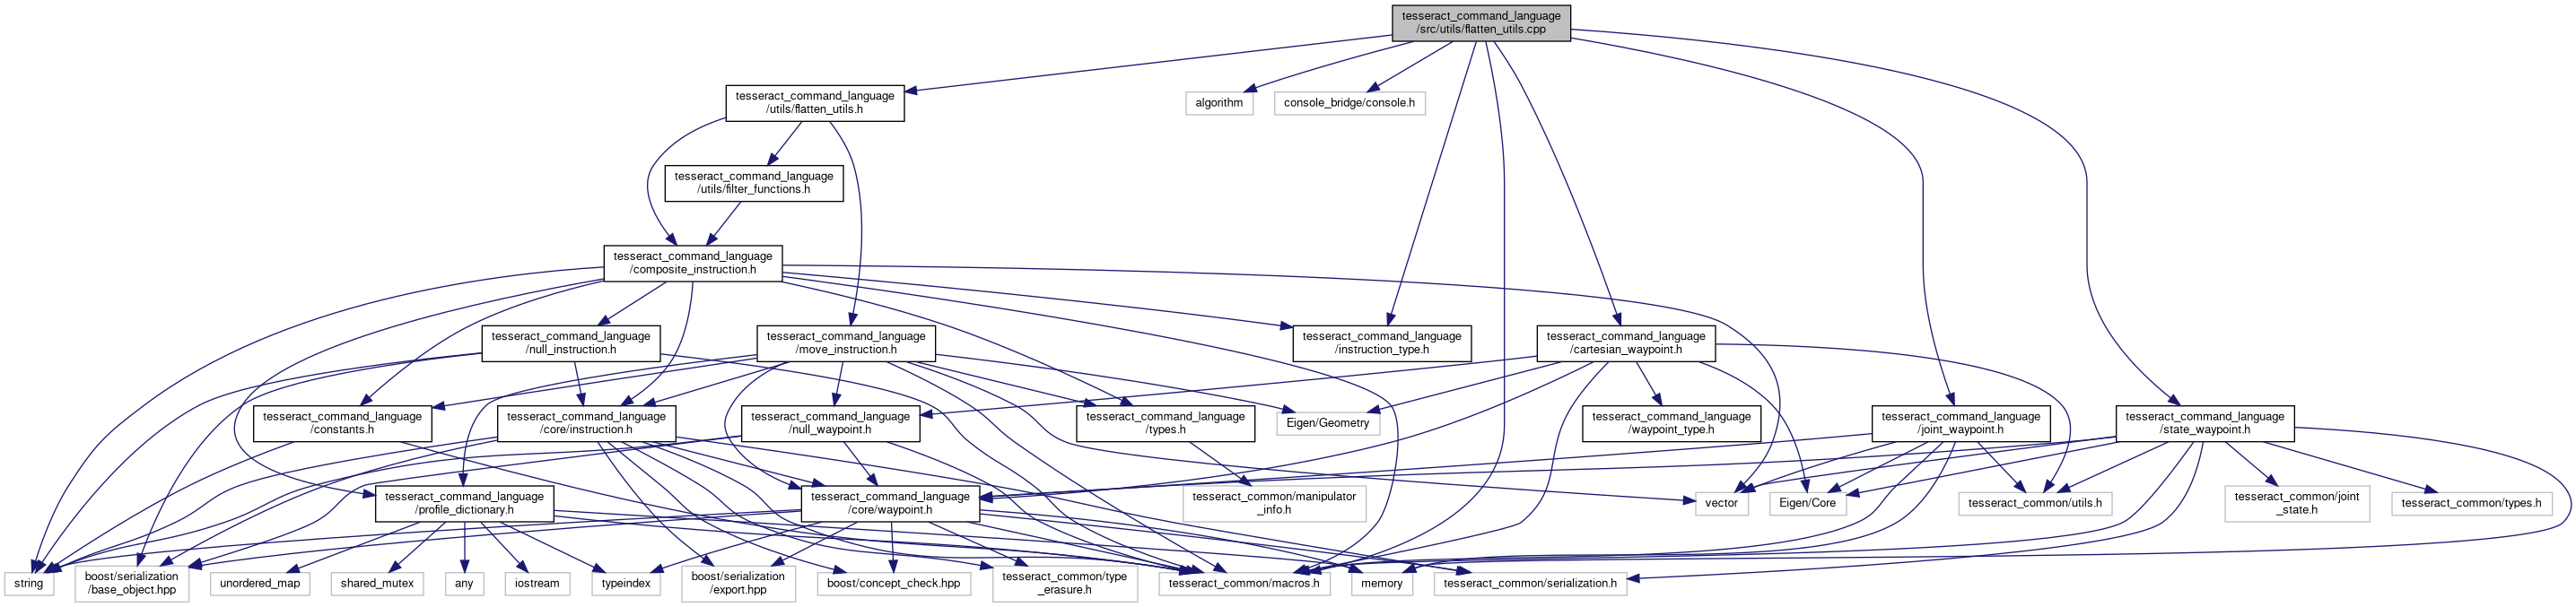 tesseract_command_language
/src/utils/flatten_utils.cpp
tesseract_command_language
/utils/flatten_utils.h
algorithm
console_bridge/console.h
tesseract_command_language
/utils/filter_functions.h
tesseract_command_language
/composite_instruction.h
tesseract_command_language
/null_instruction.h
tesseract_command_language
/move_instruction.h
tesseract_command_language
/instruction_type.h
tesseract_command_language
/cartesian_waypoint.h
tesseract_command_language
/constants.h
tesseract_command_language
/core/instruction.h
tesseract_command_language
/null_waypoint.h
tesseract_command_language
/types.h
Eigen/Geometry
tesseract_command_language
/waypoint_type.h
tesseract_command_language
/joint_waypoint.h
tesseract_command_language
/state_waypoint.h
tesseract_command_language
/profile_dictionary.h
tesseract_command_language
/core/waypoint.h
tesseract_common/manipulator
_info.h
vector
Eigen/Core
tesseract_common/utils.h
tesseract_common/joint
_state.h
tesseract_common/types.h
string
boost/serialization
/base_object.hpp
unordered_map
shared_mutex
any
iostream
typeindex
boost/serialization
/export.hpp
boost/concept_check.hpp
tesseract_common/type
_erasure.h
tesseract_common/macros.h
memory
tesseract_common/serialization.h